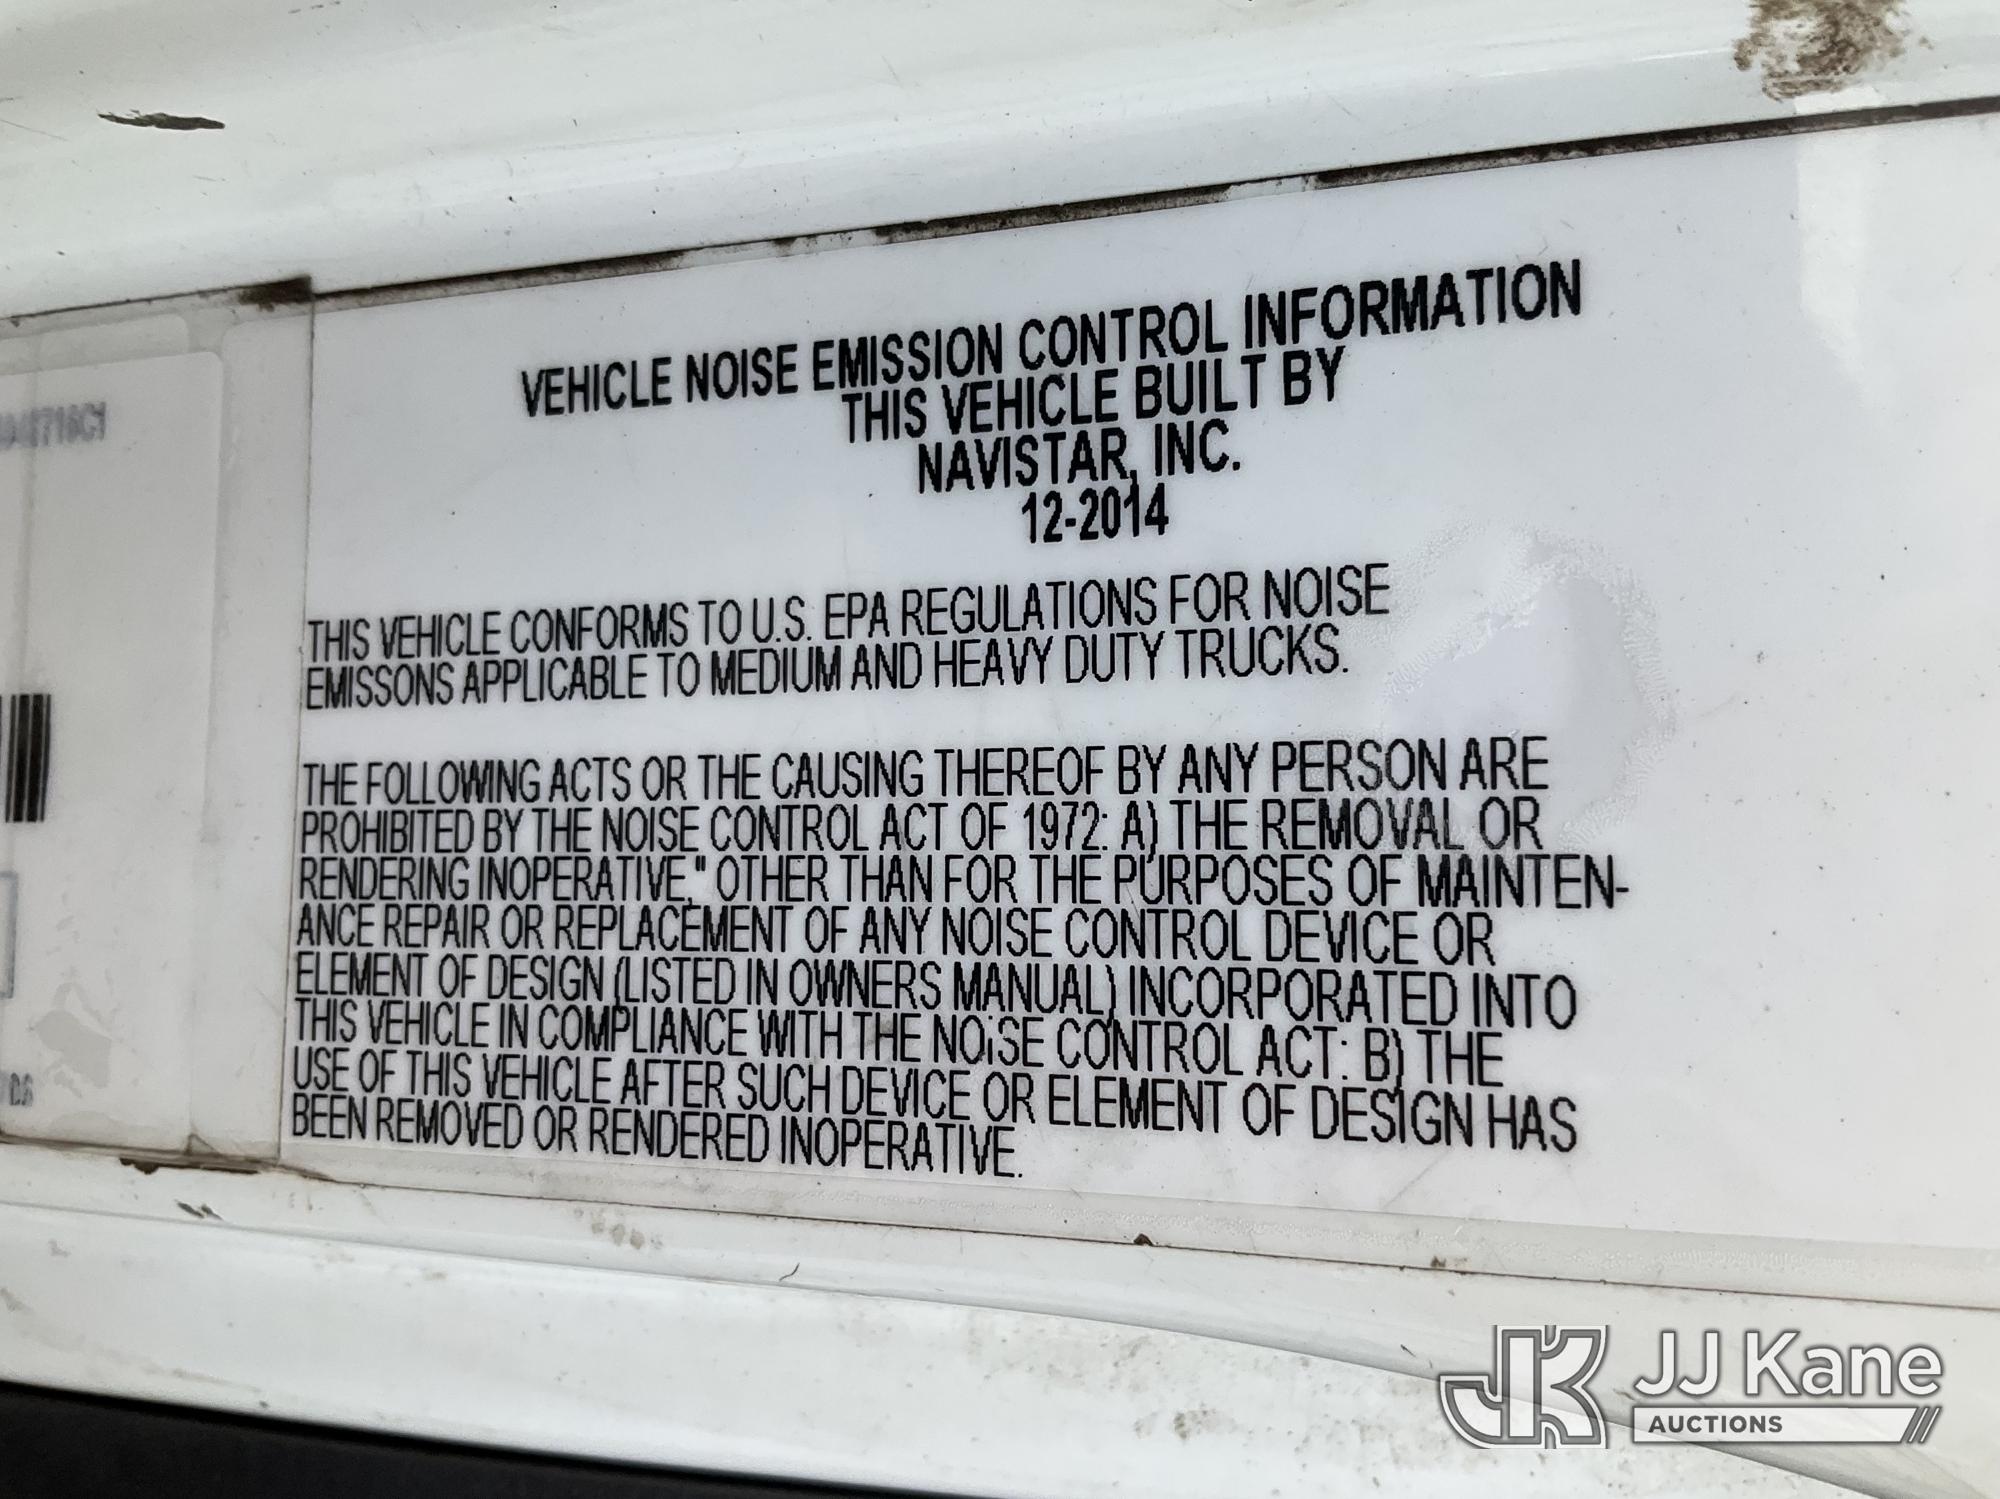 VEHICLE NOISE EMISSION CONTROL INFORMATION
THIS VEHICLE BUILT BY
NAVISTAR, INC.
12-2014
THIS VEHICLE CONFORMS TO U.S. EPA REGULATIONS FOR NOISE
EMISSONS APPLICABLE TO MEDIUM AND HEAVY DUTY TRUCKS.
THE FOLLOWING ACTS OR THE CAUSING THEREOF BY ANY PERSON ARE
PROHIBITED BY THE NOISE CONTROL ACT OF 1972: A) THE REMOVAL OR
RENDERING INOPERATIVE," OTHER THAN FOR THE PURPOSES OF MAINTEN-
ANCE REPAIR OR REPLACEMENT OF ANY NOISE CONTROL DEVICE OR
ELEMENT OF DESIGN (LISTED IN OWNERS MANUAL) INCORPORATED INTO
THIS VEHICLE IN COMPLIANCE WITH THE NOiSE CONTROL ACT: B) THE
USE OF THIS VEHICLE AFTER SUCH DEVICE OR ELEMENT OF DESIGN HAS
BEEN REMOVED OR RENDERED INOPERATIVE.
JK JJ Kane
AUCTIONS